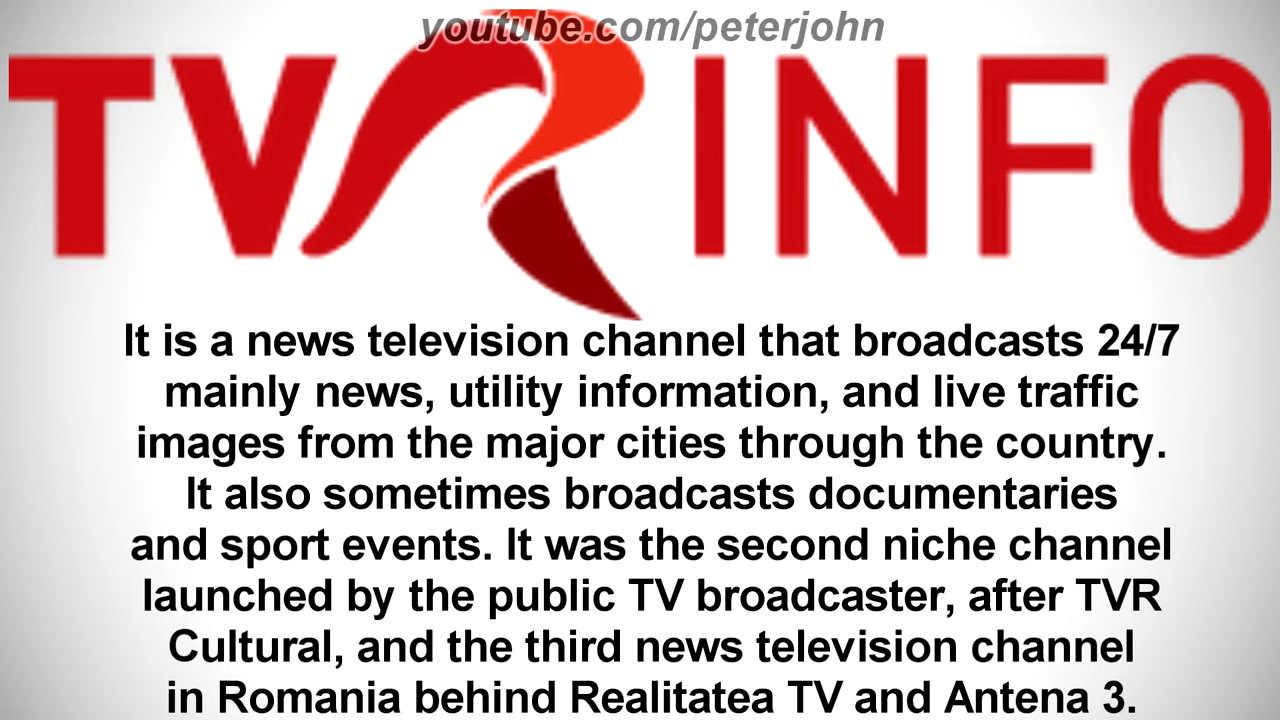 youtube.com/peterjohn
TVR INFO
It is a news television channel that broadcasts 24/7
mainly news, utility information, and live traffic
images from the major cities through the country.
It also sometimes broadcasts documentaries
and sport events. It was the second niche channel
launched by the public TV broadcaster, after TVR
Cultural, and the third news television channel
in Romania behind Realitatea TV and Antena 3.